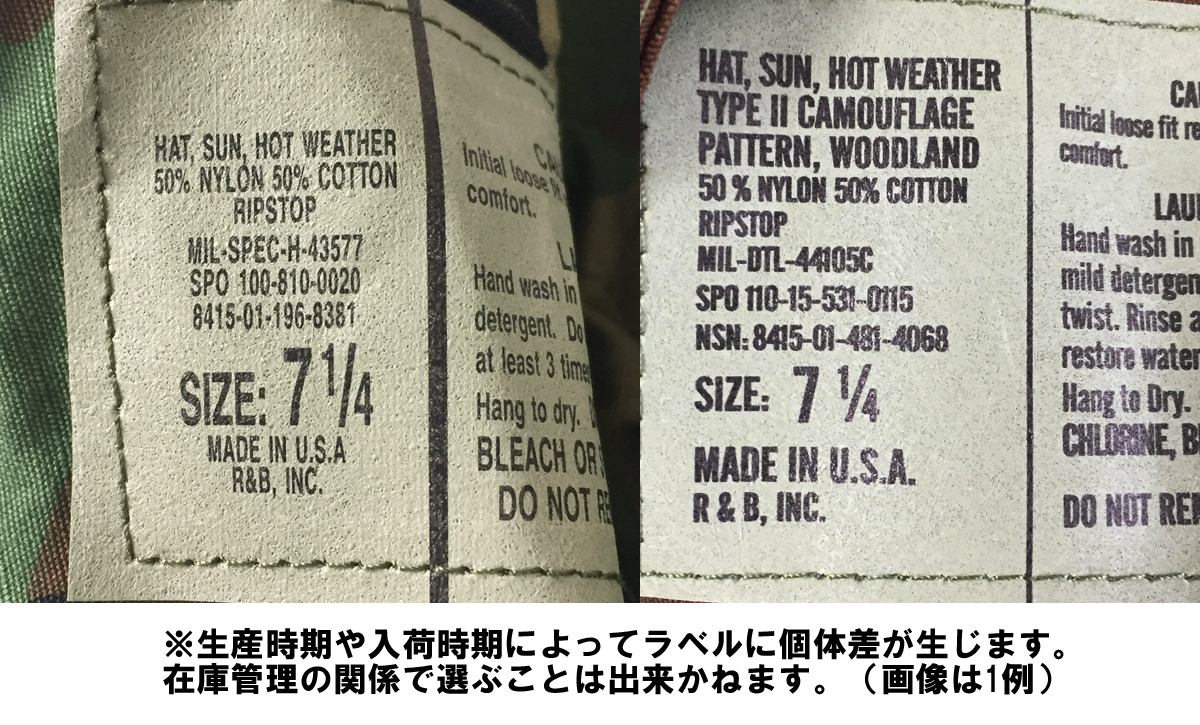 HAT, SUN, HOT WEATHER
50% NYLON 50% COTTON
RIPSTOP
MIL-SPEC-H-43577
SPO 100-810-0020
8415-01-196-8381
SIZE: 7 1/4
MADE IN U.S.A
R&B, INC.
Initial loose
comfort.
Hand wash in
detergent. Do
at least 3 times
Hang to dry.
BLEACH OR
DO NOT
HAT, SUN, HOT WEATHER
TYPE II CAMOUFLAGE
PATTERN, WOODLAND
50 % NYLON 50% COTTON
RIPSTOP
MIL-DTL-44105C
SPO 110-15-531-0115
NSN: 8415-01-481-4068
SIZE: 7 1/4
MADE IN U.S.A.
R & B, INC.
Initial loose fit
comfort.
Hand wash in
mild
twist. Rinse
restore water
Hang to Dry.
CHLORINE,
DO NOT
※生産時期や入荷時期によってラベルに個体差が生じます。
在庫管理の関係で選ぶことは出来かねます。（画像は1例）